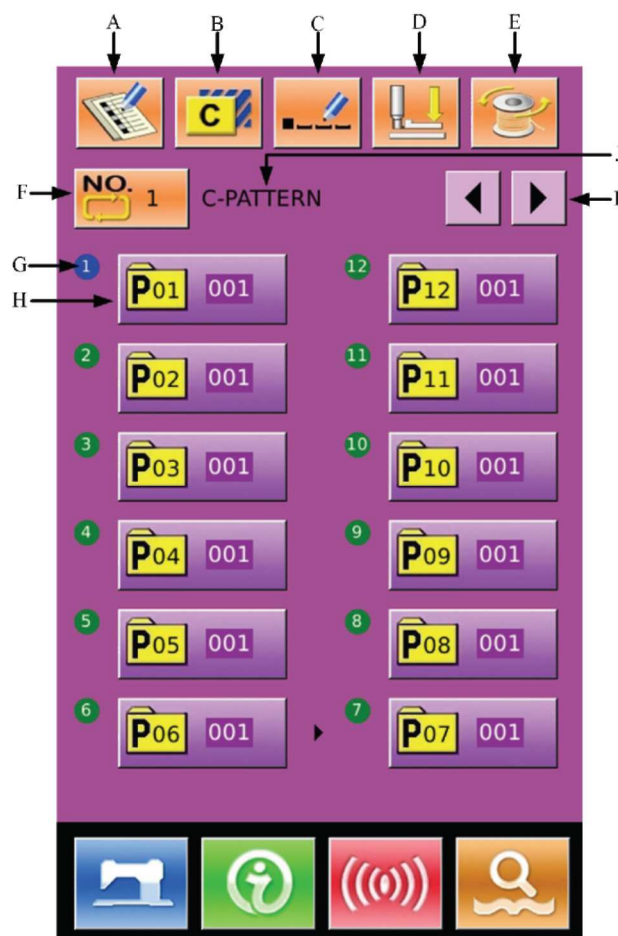 A B C D E
C
J
F NO. 1 C-PATTERN
G 1 P01 001 12 P12 001
H
2 P02 001 11 P11 001
3 P03 001 10 P10 001
4 P04 001 9 P09 001
5 P05 001 8 P08 001
6 P06 001 7 P07 001
i